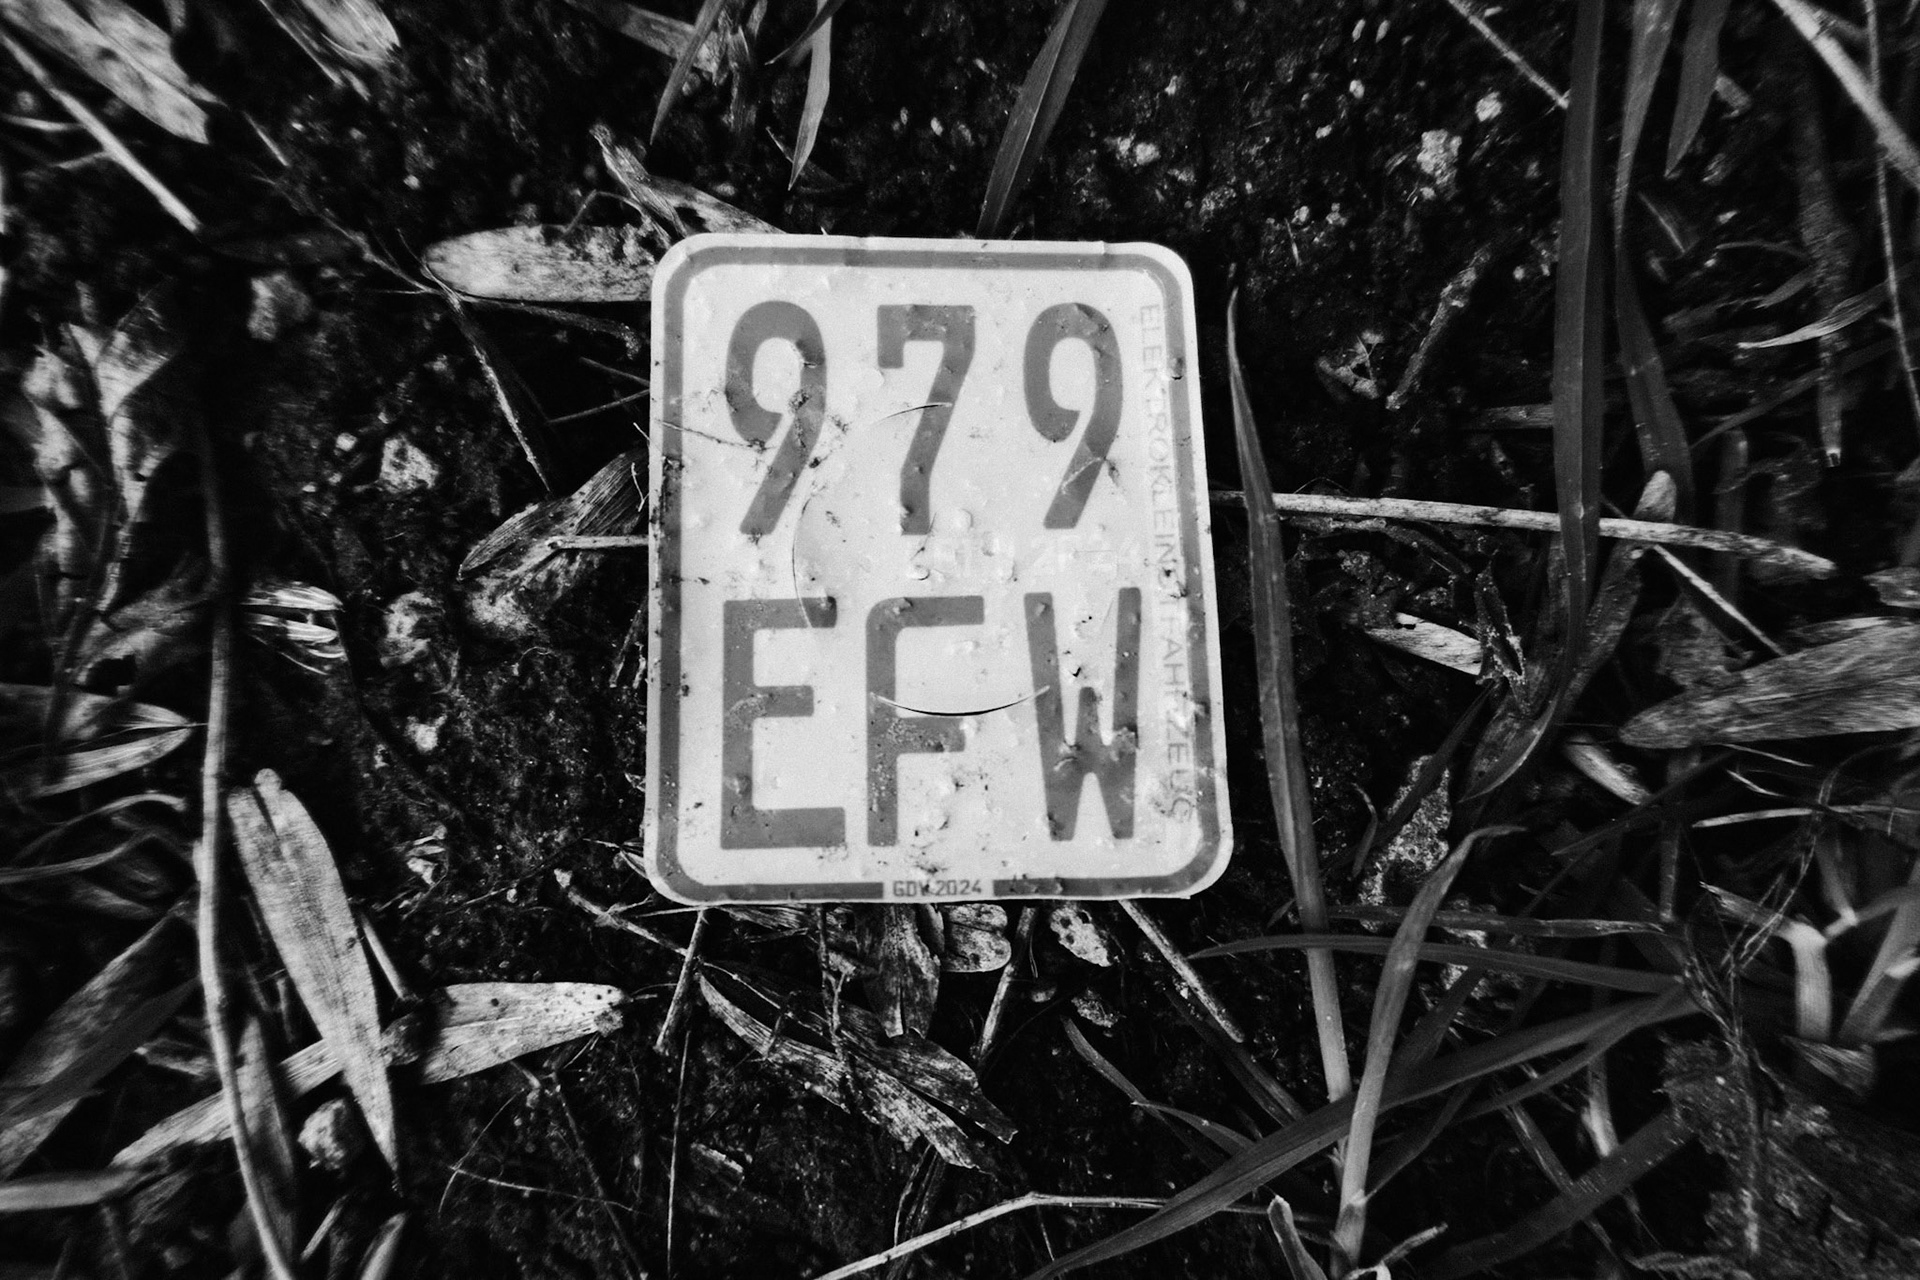 979
EFW
ELEKTROKLEINSTFAHRZEUG
GDV 2024